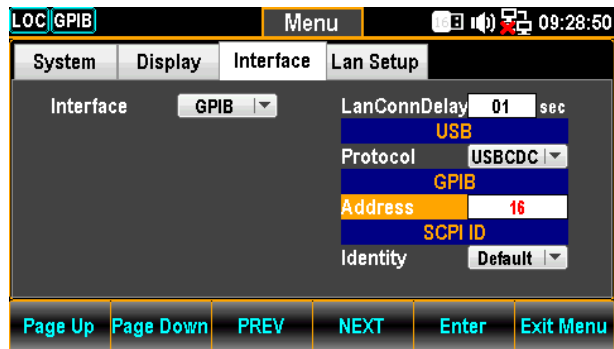 LOC GPIB Menu 16 09:28:50
System Display Interface Lan Setup
Interface GPIB LanConnDelay 01 sec
USB
Protocol USBCDC
GPIB
Address 16
SCPI ID
Identity Default
Page Up Page Down PREV NEXT Enter Exit Menu